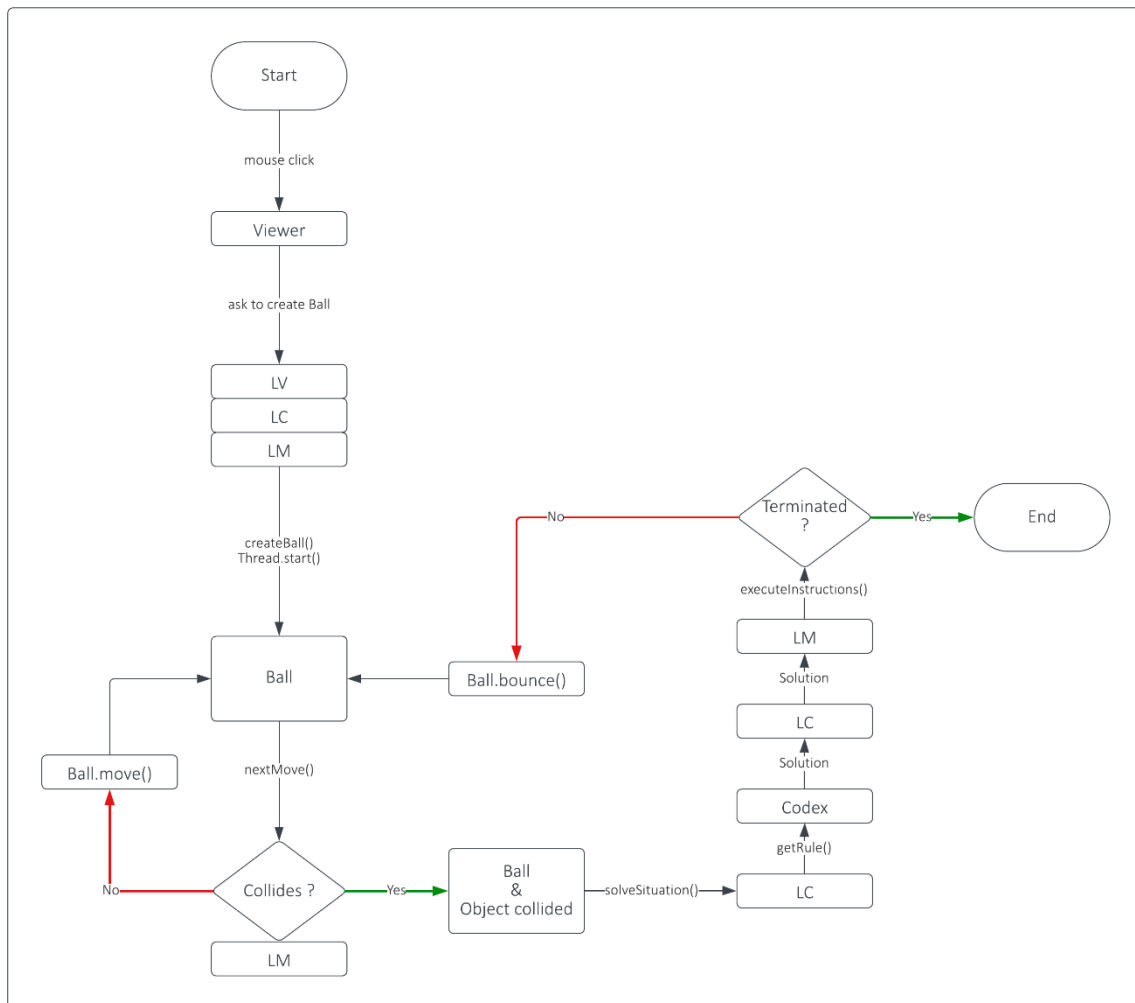 Start
mouse click
Viewer
ask to create Ball
LV
LC
LM
createBall()
Thread.start()
Ball
nextMove()
Collides ?
LM
No
Ball.move()
Yes
Ball
&
Object collided
solveSituation()
LC
getRule()
Codex
Solution
LC
Solution
LM
executeInstructions()
Terminated
?
No
Ball.bounce()
Yes
End